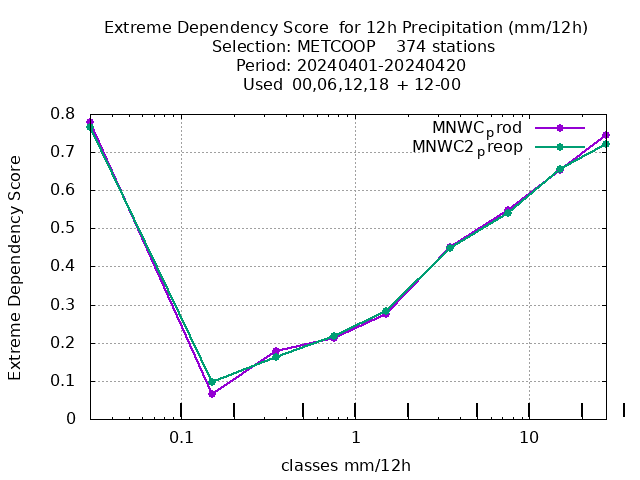 Extreme Dependency Score for 12h Precipitation (mm/12h)
Selection: METCOOP 374 stations
Period: 20240401-20240420
Used 00,06,12,18 + 12-00
Extreme Dependency Score
0.8
0.7
0.6
0.5
0.4
0.3
0.2
0.1
0
MNWCprod
MNWC2preop
0.1 1 10
classes mm/12h